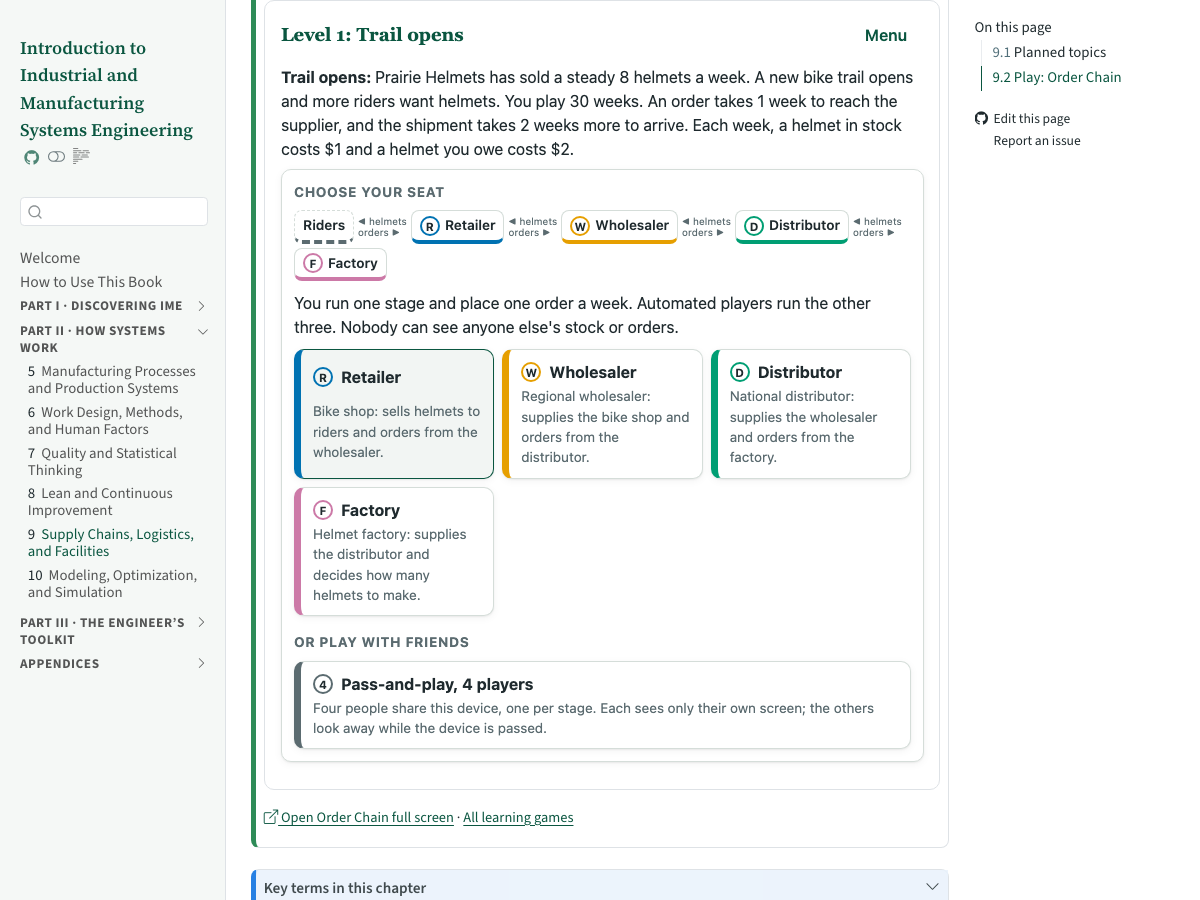 Introduction to
Industrial and
Manufacturing
Systems Engineering
Welcome
How to Use This Book
PART I · DISCOVERING IME
PART II · HOW SYSTEMS
WORK
5 Manufacturing Processes
and Production Systems
6 Work Design, Methods,
and Human Factors
7 Quality and Statistical
Thinking
8 Lean and Continuous
Improvement
9 Supply Chains, Logistics,
and Facilities
10 Modeling, Optimization,
and Simulation
PART III · THE ENGINEER'S
TOOLKIT
APPENDICES
Level 1: Trail opens
Menu
Trail opens: Prairie Helmets has sold a steady 8 helmets a week. A new bike trail opens
and more riders want helmets. You play 30 weeks. An order takes 1 week to reach the
supplier, and the shipment takes 2 weeks more to arrive. Each week, a helmet in stock
costs $1 and a helmet you owe costs $2.
CHOOSE YOUR SEAT
Riders ◀ helmets orders ▶ R Retailer ◀ helmets orders ▶ W Wholesaler ◀ helmets orders ▶ D Distributor ◀ helmets orders ▶
F Factory
You run one stage and place one order a week. Automated players run the other
three. Nobody can see anyone else's stock or orders.
R Retailer
Bike shop: sells helmets to
riders and orders from the
wholesaler.
W Wholesaler
Regional wholesaler:
supplies the bike shop and
orders from the
distributor.
D Distributor
National distributor:
supplies the wholesaler
and orders from the
factory.
F Factory
Helmet factory: supplies
the distributor and
decides how many
helmets to make.
OR PLAY WITH FRIENDS
4 Pass-and-play, 4 players
Four people share this device, one per stage. Each sees only their own screen; the others
look away while the device is passed.
Open Order Chain full screen · All learning games
Key terms in this chapter
On this page
9.1 Planned topics
9.2 Play: Order Chain
Edit this page
Report an issue